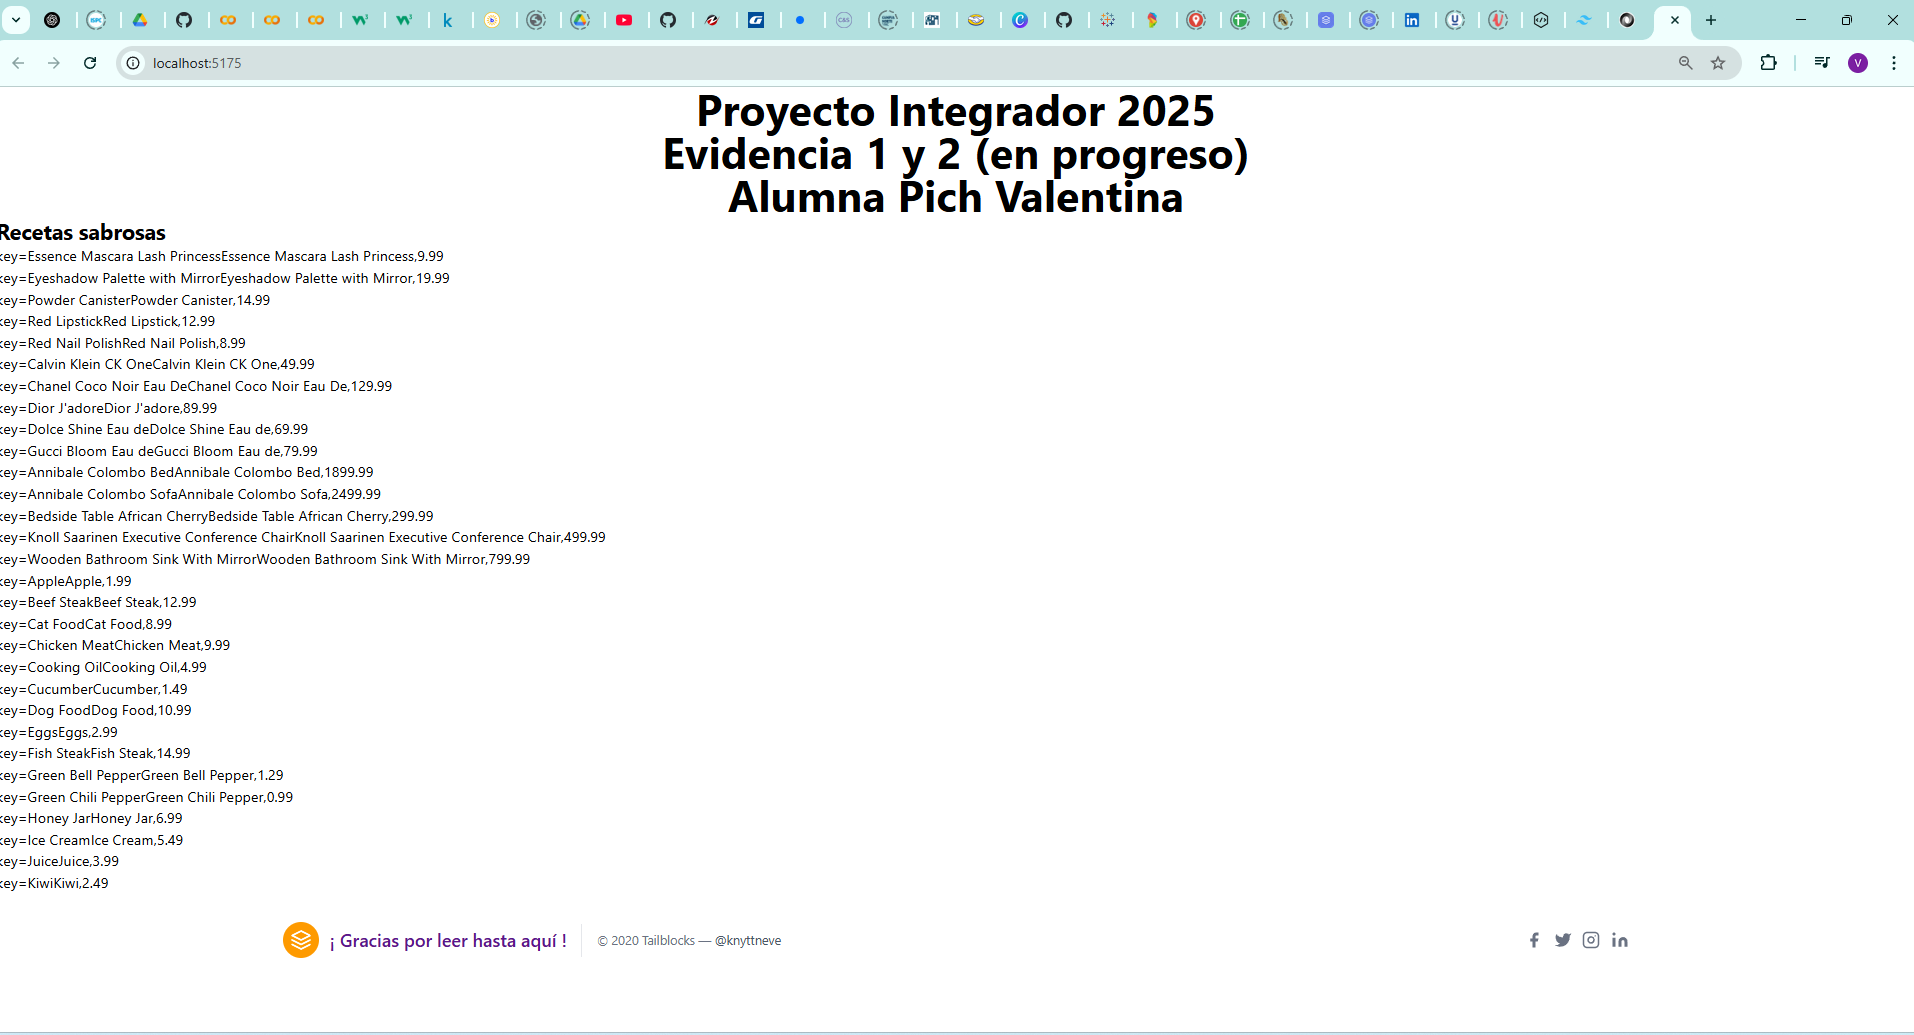 localhost:5175
V
Proyecto Integrador 2025
Evidencia 1 y 2 (en progreso)
Alumna Pich Valentina
Recetas sabrosas
key=Essence Mascara Lash PrincessEssence Mascara Lash Princess,9.99
key=Eyeshadow Palette with MirrorEyeshadow Palette with Mirror,19.99
key=Powder CanisterPowder Canister,14.99
key=Red LipstickRed Lipstick,12.99
key=Red Nail PolishRed Nail Polish,8.99
key=Calvin Klein CK OneCalvin Klein CK One,49.99
key=Chanel Coco Noir Eau DeChanel Coco Noir Eau De,129.99
key=Dior J'adoreDior J'adore,89.99
key=Dolce Shine Eau deDolce Shine Eau de,69.99
key=Gucci Bloom Eau deGucci Bloom Eau de,79.99
key=Annibale Colombo BedAnnibale Colombo Bed,1899.99
key=Annibale Colombo SofaAnnibale Colombo Sofa,2499.99
key=Bedside Table African CherryBedside Table African Cherry,299.99
key=Knoll Saarinen Executive Conference ChairKnoll Saarinen Executive Conference Chair,499.99
key=Wooden Bathroom Sink With MirrorWooden Bathroom Sink With Mirror,799.99
key=AppleApple,1.99
key=Beef SteakBeef Steak,12.99
key=Cat FoodCat Food,8.99
key=Chicken MeatChicken Meat,9.99
key=Cooking OilCooking Oil,4.99
key=CucumberCucumber,1.49
key=Dog FoodDog Food,10.99
key=EggsEggs,2.99
key=Fish SteakFish Steak,14.99
key=Green Bell PepperGreen Bell Pepper,1.29
key=Green Chili PepperGreen Chili Pepper,0.99
key=Honey JarHoney Jar,6.99
key=Ice CreamIce Cream,5.49
key=JuiceJuice,3.99
key=KiwiKiwi,2.49
¡ Gracias por leer hasta aquí !
© 2020 Tailblocks — @knyttneve